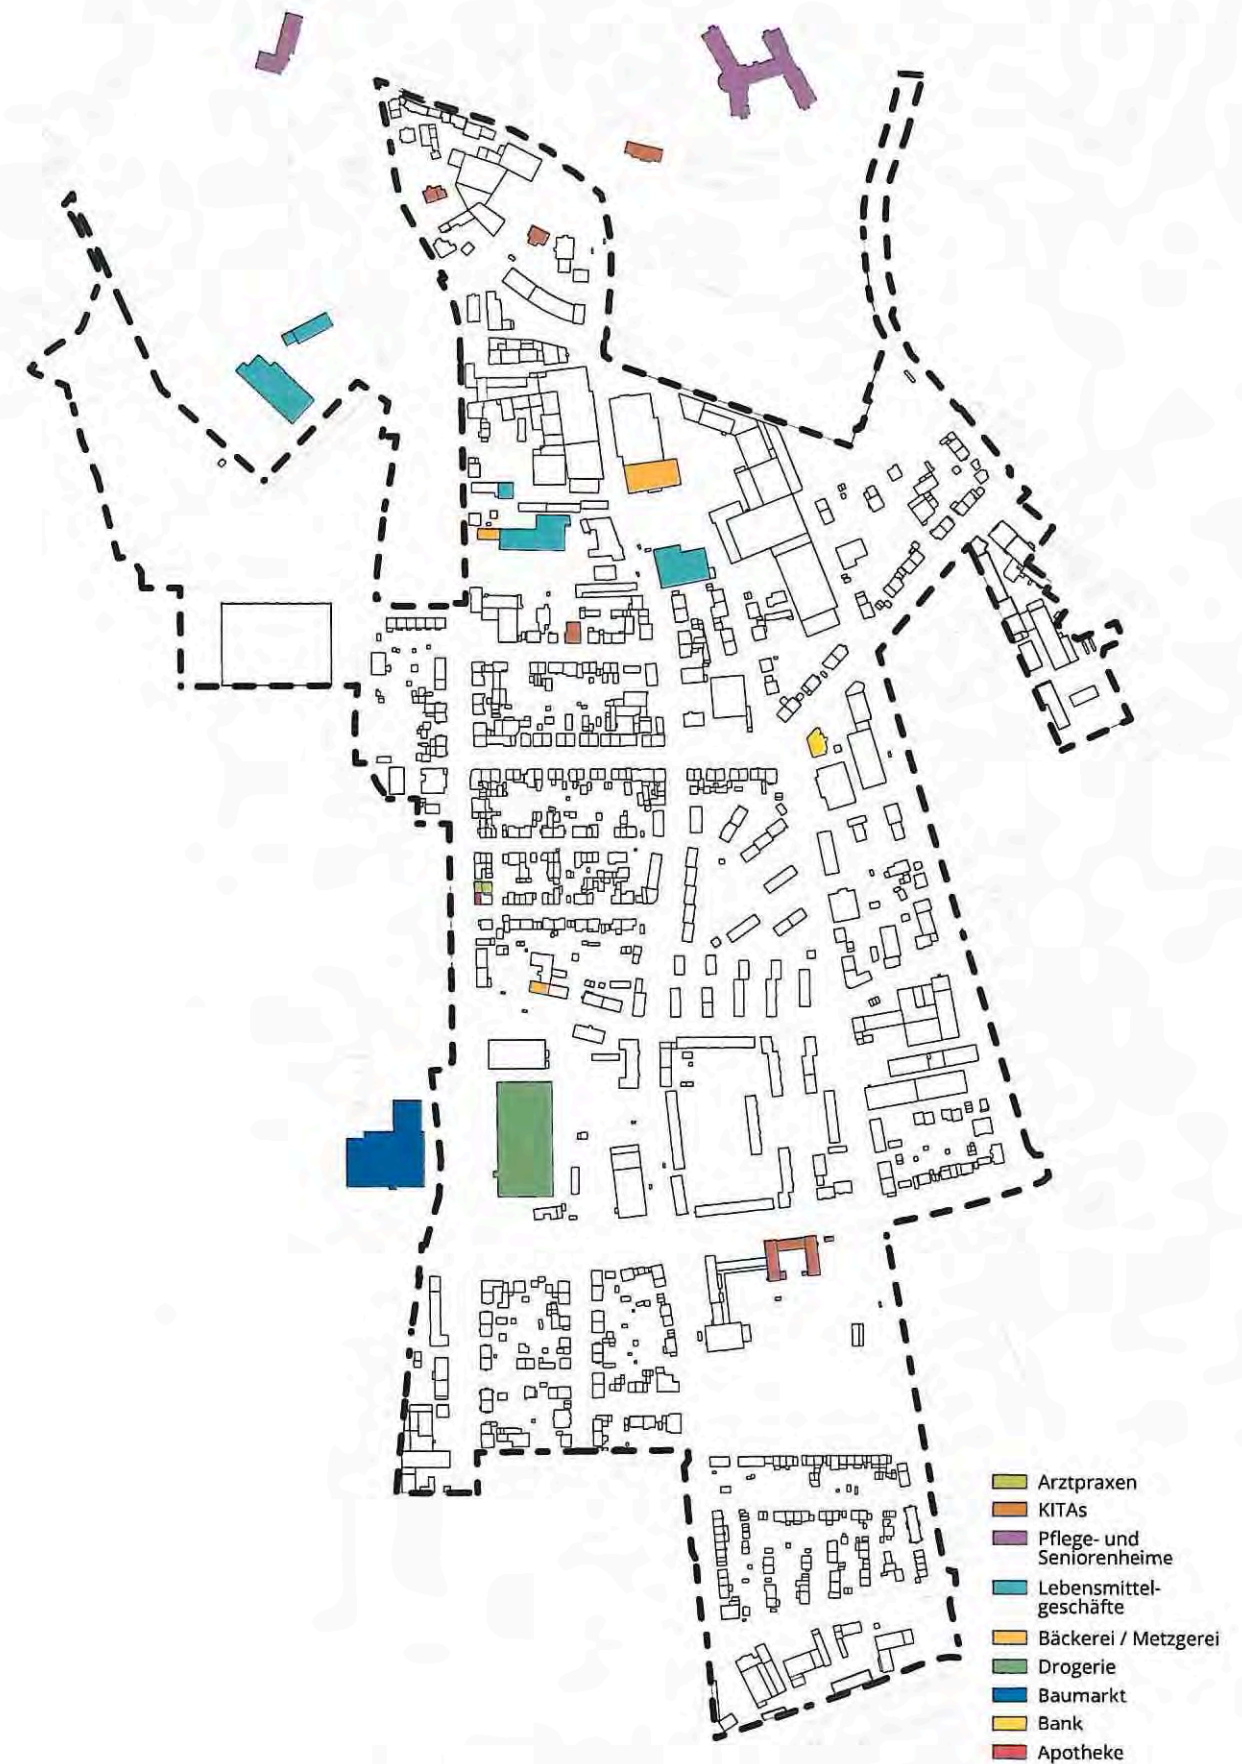 Arztpraxen
KITAs
Pflege- und
Seniorenheime
Lebensmittel-
geschäfte
Bäckerei / Metzgerei
Drogerie
Baumarkt
Bank
Apotheke